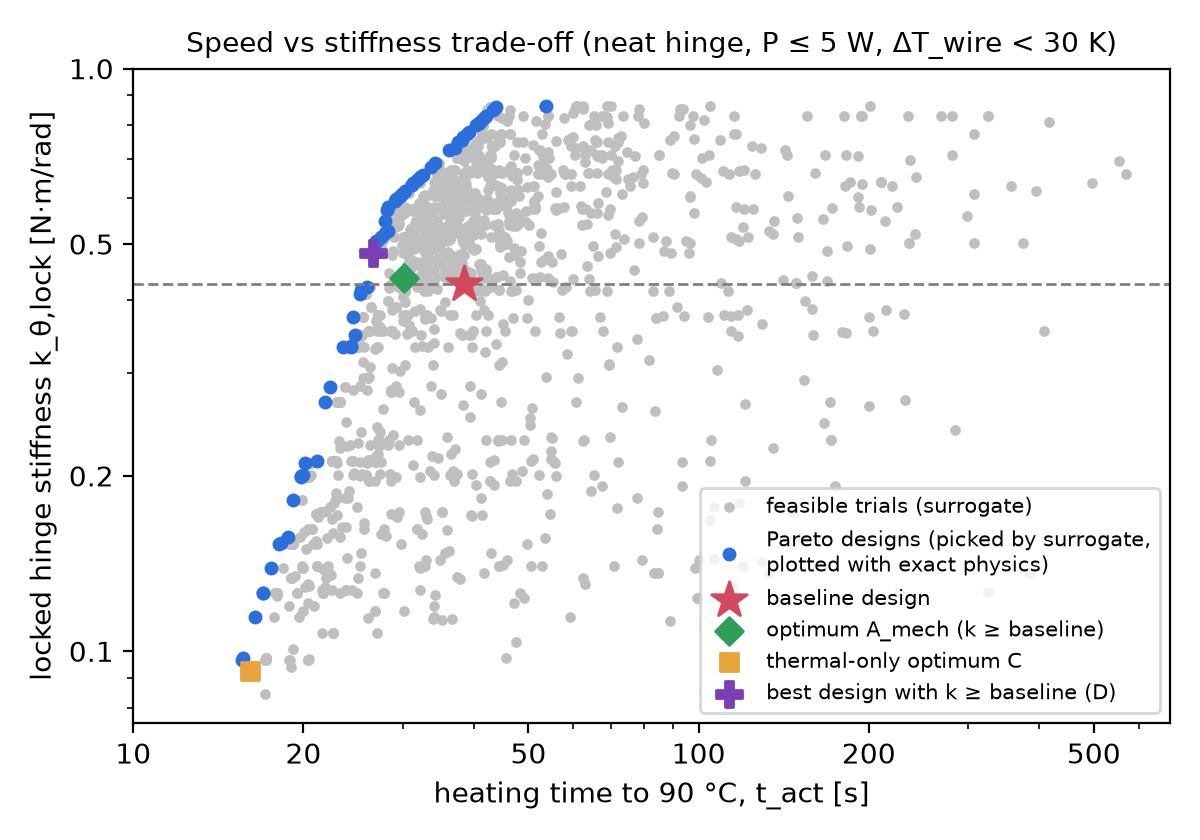 Speed vs stiffness trade-off (neat hinge, P ≤ 5 W, ΔT_wire < 30 K)
locked hinge stiffness k_θ,lock [N·m/rad]
1.0
0.5
0.2
0.1
feasible trials (surrogate)
Pareto designs (picked by surrogate,
plotted with exact physics)
baseline design
optimum A_mech (k ≥ baseline)
thermal-only optimum C
best design with k ≥ baseline (D)
10 20 50 100 200 500
heating time to 90 °C, t_act [s]